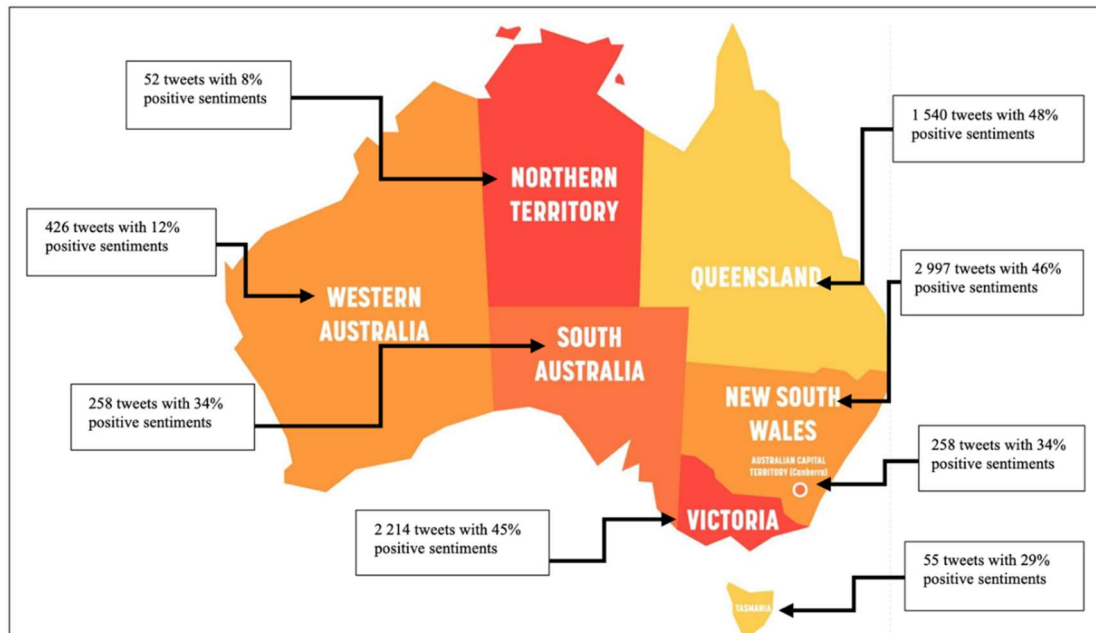 52 tweets with 8%
positive sentiments
1 540 tweets with 48%
positive sentiments
NORTHERN
TERRITORY
426 tweets with 12%
positive sentiments
QUEENSLAND
2 997 tweets with 46%
positive sentiments
WESTERN
AUSTRALIA
SOUTH
AUSTRALIA
258 tweets with 34%
positive sentiments
NEW SOUTH
WALES
AUSTRALIAN CAPITAL
TERRITORY (Canberra)
258 tweets with 34%
positive sentiments
VICTORIA
2 214 tweets with 45%
positive sentiments
55 tweets with 29%
positive sentiments
TASMANIA